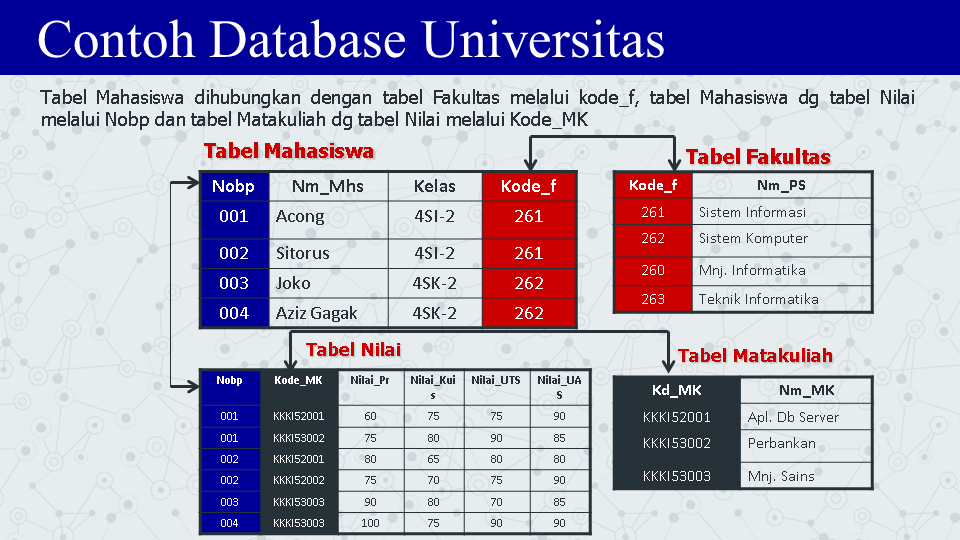 Contoh Database Universitas
Tabel Mahasiswa dihubungkan dengan tabel Fakultas melalui kode_f, tabel Mahasiswa dg tabel Nilai
melalui Nobp dan tabel Matakuliah dg tabel Nilai melalui Kode_MK
Tabel Mahasiswa
Nobp Nm_Mhs Kelas Kode_f
001 Acong 4SI-2 261
002 Sitorus 4SI-2 261
003 Joko 4SK-2 262
004 Aziz Gagak 4SK-2 262
Tabel Fakultas
Kode_f Nm_PS
261 Sistem Informasi
262 Sistem Komputer
260 Mnj. Informatika
263 Teknik Informatika
Tabel Nilai
Nobp Kode_MK Nilai_Pr Nilai_Kui Nilai_UTS Nilai_UA
s S
001 KKKI52001 60 75 75 90
001 KKKI53002 75 80 90 85
002 KKKI52001 80 65 80 80
002 KKKI52002 75 70 75 90
003 KKKI53003 90 80 70 85
004 KKKI53003 100 75 90 90
Tabel Matakuliah
Kd_MK Nm_MK
KKKI52001 Apl. Db Server
KKKI53002 Perbankan
KKKI53003 Mnj. Sains